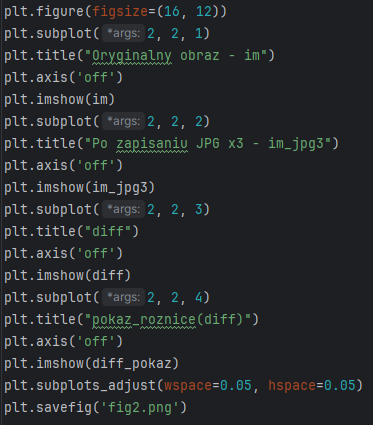 plt.figure(figsize=(16, 12))
plt.subplot( *args: 2, 2, 1)
plt.title("Oryginalny obraz - im")
plt.axis('off')
plt.imshow(im)
plt.subplot( *args: 2, 2, 2)
plt.title("Po zapisaniu JPG x3 - im_jpg3")
plt.axis('off')
plt.imshow(im_jpg3)
plt.subplot( *args: 2, 2, 3)
plt.title("diff")
plt.axis('off')
plt.imshow(diff)
plt.subplot( *args: 2, 2, 4)
plt.title("pokaz_roznice(diff)")
plt.axis('off')
plt.imshow(diff_pokaz)
plt.subplots_adjust(wspace=0.05, hspace=0.05)
plt.savefig('fig2.png')